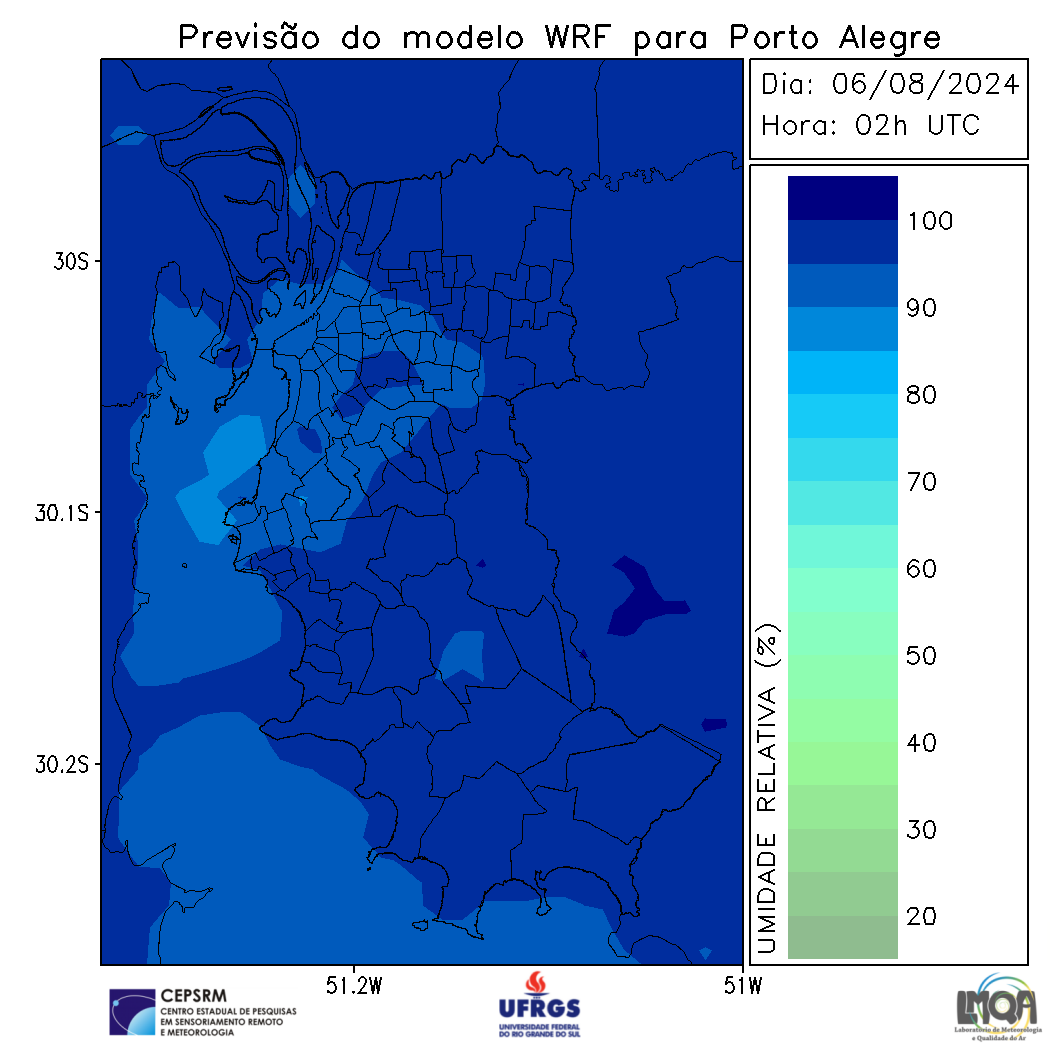 Previsão do modelo WRF para Porto Alegre
Dia: 06/08/2024
Hora: 02h UTC
30S
30.1S
30.2S
51.2W
51W
UMIDADE RELATIVA (%)
100
90
80
70
60
50
40
30
20
CEPSRM
CENTRO ESTADUAL DE PESQUISAS
EM SENSORIAMENTO REMOTO
E METEOROLOGIA
UFRGS
UNIVERSIDADE FEDERAL
DO RIO GRANDE DO SUL
LMQA
Laboratório de Meteorologia
e Qualidade do Ar